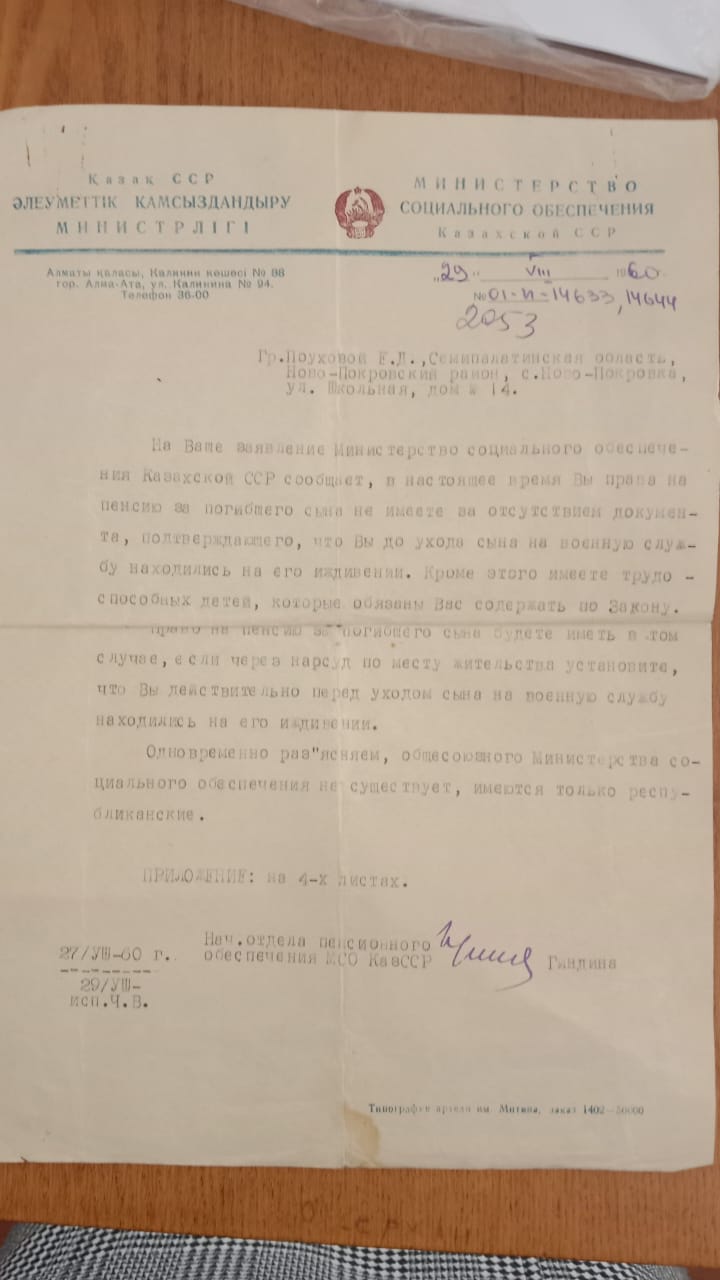 Қазақ ССР
ӘЛЕУМЕТТІК ҚАМСЫЗДАНДЫРУ
МИНИСТРЛІГІ
МИНИСТЕРСТВО
СОЦИАЛЬНОГО ОБЕСПЕЧЕНИЯ
Казахской ССР
Алматы қаласы, Калинин көшесі № 88
гор. Алма-Ата, ул. Калинина № 94.
Телефон 36-00
„29" VIII 1960
№ 01-И-14633, 14644
2053
Гр.Поуховой Е.Д.,Семипалатинская область,
Ново-Покровский район, с.Ново-Покровка,
ул. Школьная, дом № 14.
На Ваше заявление Министерство социального обеспече-
ния Казахской ССР сообщает, в настоящее время Вы права на
пенсию за погибшего сына не имеете за отсутствием докумен-
та, подтверждающего, что Вы до ухода сына на военную служ-
бу находились на его иждивении. Кроме этого имеете трудо -
способных детей, которые обязаны Вас содержать по Закону.
Право на пенсию за погибшего сына будете иметь в том
случае, если через нарсуд по месту жительства установите,
что Вы действительно перед уходом сына на военную службу
находились на его иждивении.
Одновременно раз"ясняем, общесоюзного Министерства со-
циального обеспечения не существует, имеются только респу-
бликанские.
ПРИЛОЖЕНИЕ: на 4-х листах.
Нач.отдела пенсионного
обеспечения МСО КазССР Гандина
27/УШ-60 г.
29/УШ-
исп.Ч.В.
Типография артели им. Митина, заказ 1402—50000